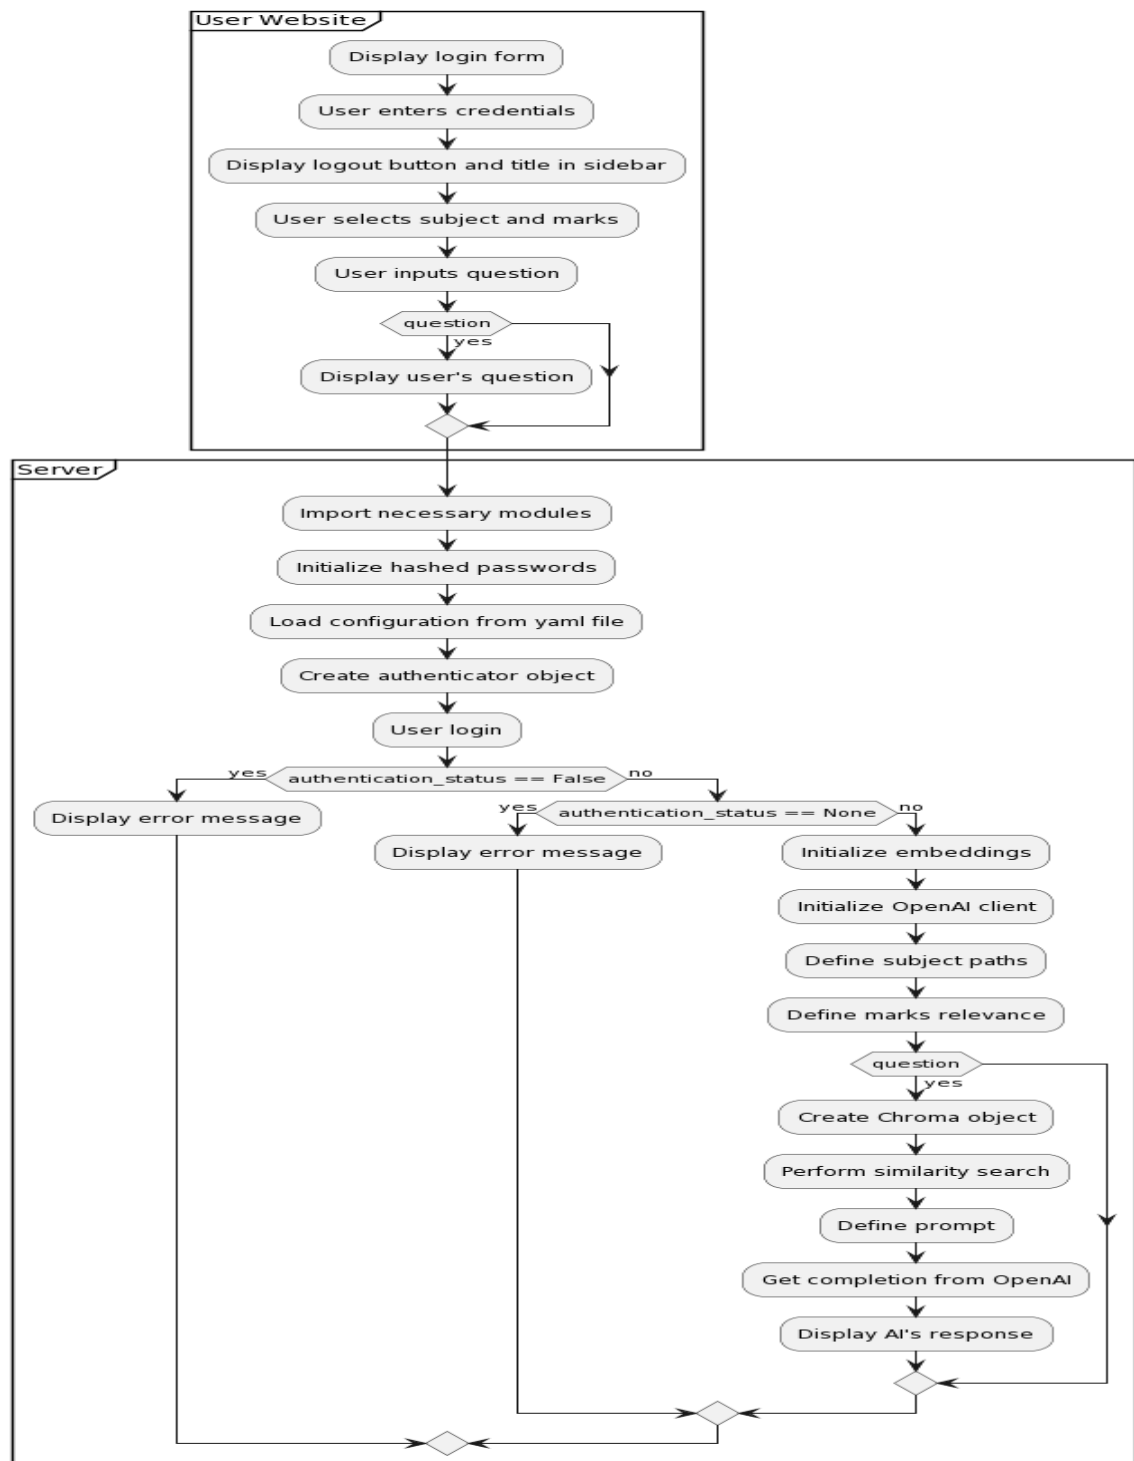 User Website
Display login form
User enters credentials
Display logout button and title in sidebar
User selects subject and marks
User inputs question
question
yes
Display user's question
Server
Import necessary modules
Initialize hashed passwords
Load configuration from yaml file
Create authenticator object
User login
yes
authentication_status == False
no
Display error message
yes
authentication_status == None
no
Display error message
Initialize embeddings
Initialize OpenAI client
Define subject paths
Define marks relevance
question
yes
Create Chroma object
Perform similarity search
Define prompt
Get completion from OpenAI
Display AI's response